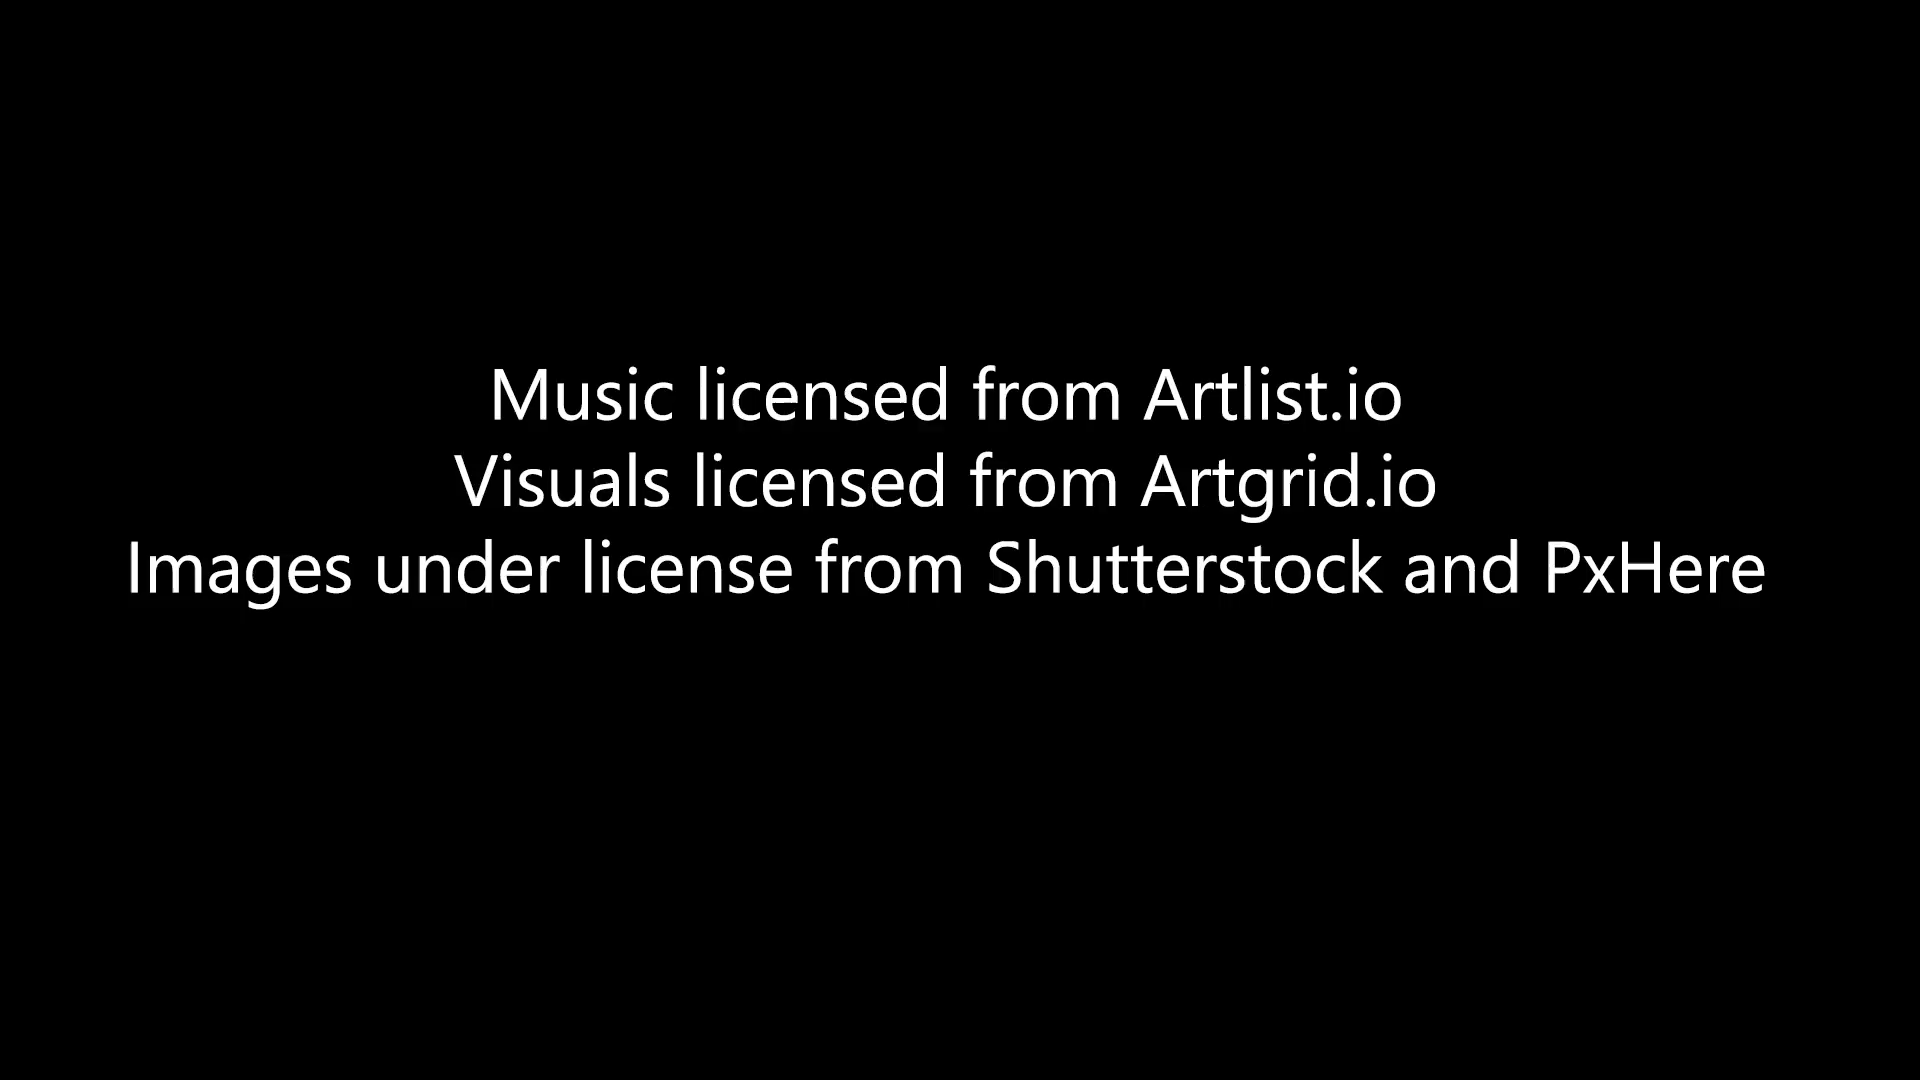 Music licensed from Artlist.io
Visuals licensed from Artgrid.io
Images under license from Shutterstock and PxHere